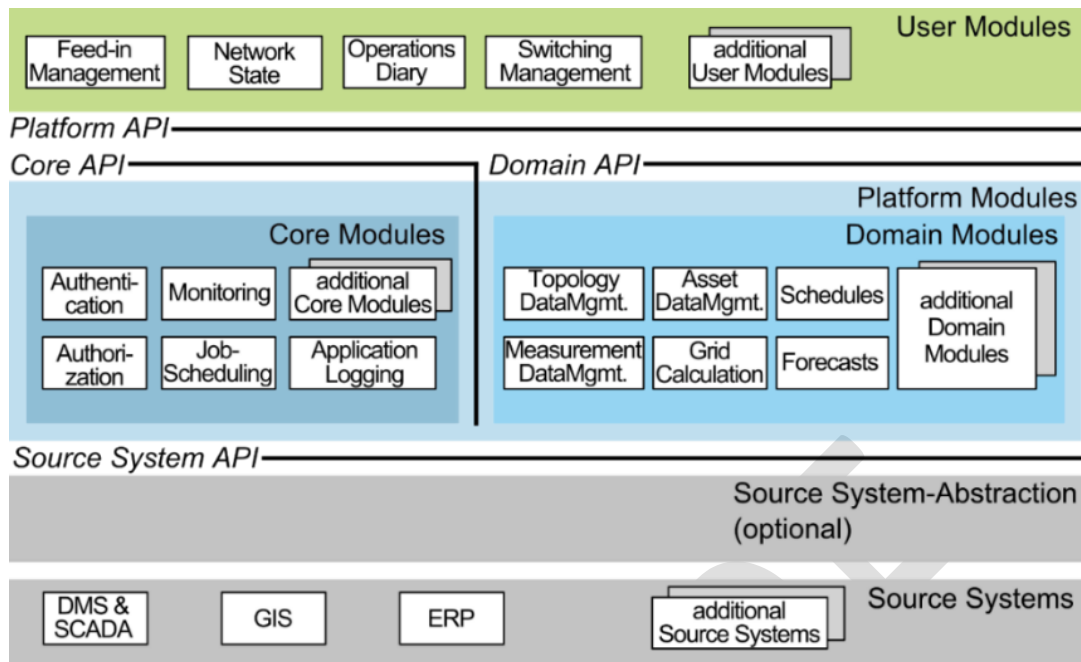 User Modules
Feed-in
Management
Network
State
Operations
Diary
Switching
Management
additional
User Modules
Platform API
Core API
Domain API
Platform Modules
Core Modules
Domain Modules
Authenti-
cation
Monitoring
additional
Core Modules
Authori-
zation
Job-
Scheduling
Application
Logging
Topology
DataMgmt.
Asset
DataMgmt.
Schedules
additional
Domain
Modules
Measurement
DataMgmt.
Grid
Calculation
Forecasts
Source System API
Source System-Abstraction
(optional)
Source Systems
DMS &
SCADA
GIS
ERP
additional
Source Systems